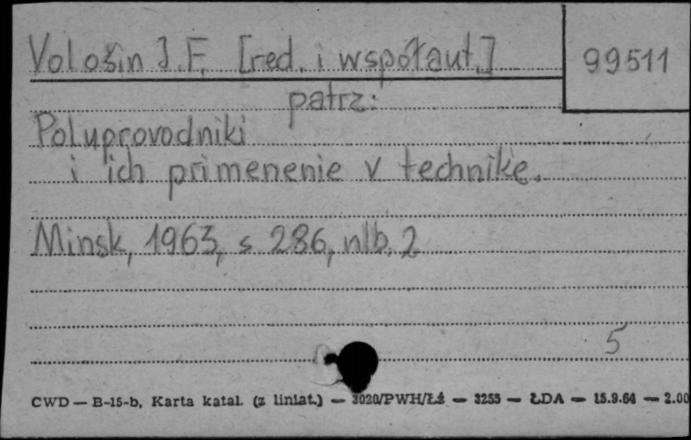 Vološin I. F. [red. i współaut.]
99511
patrz:
Poluprovodniki
i ich primenenie v technike.
Minsk, 1963, s 286, nlb. 2
5
CWD — B-15-b, Karta katal. (z liniat.) — 3020/PWH/Łź — 3255 — ŁDA — 15.9.64 — 2.00